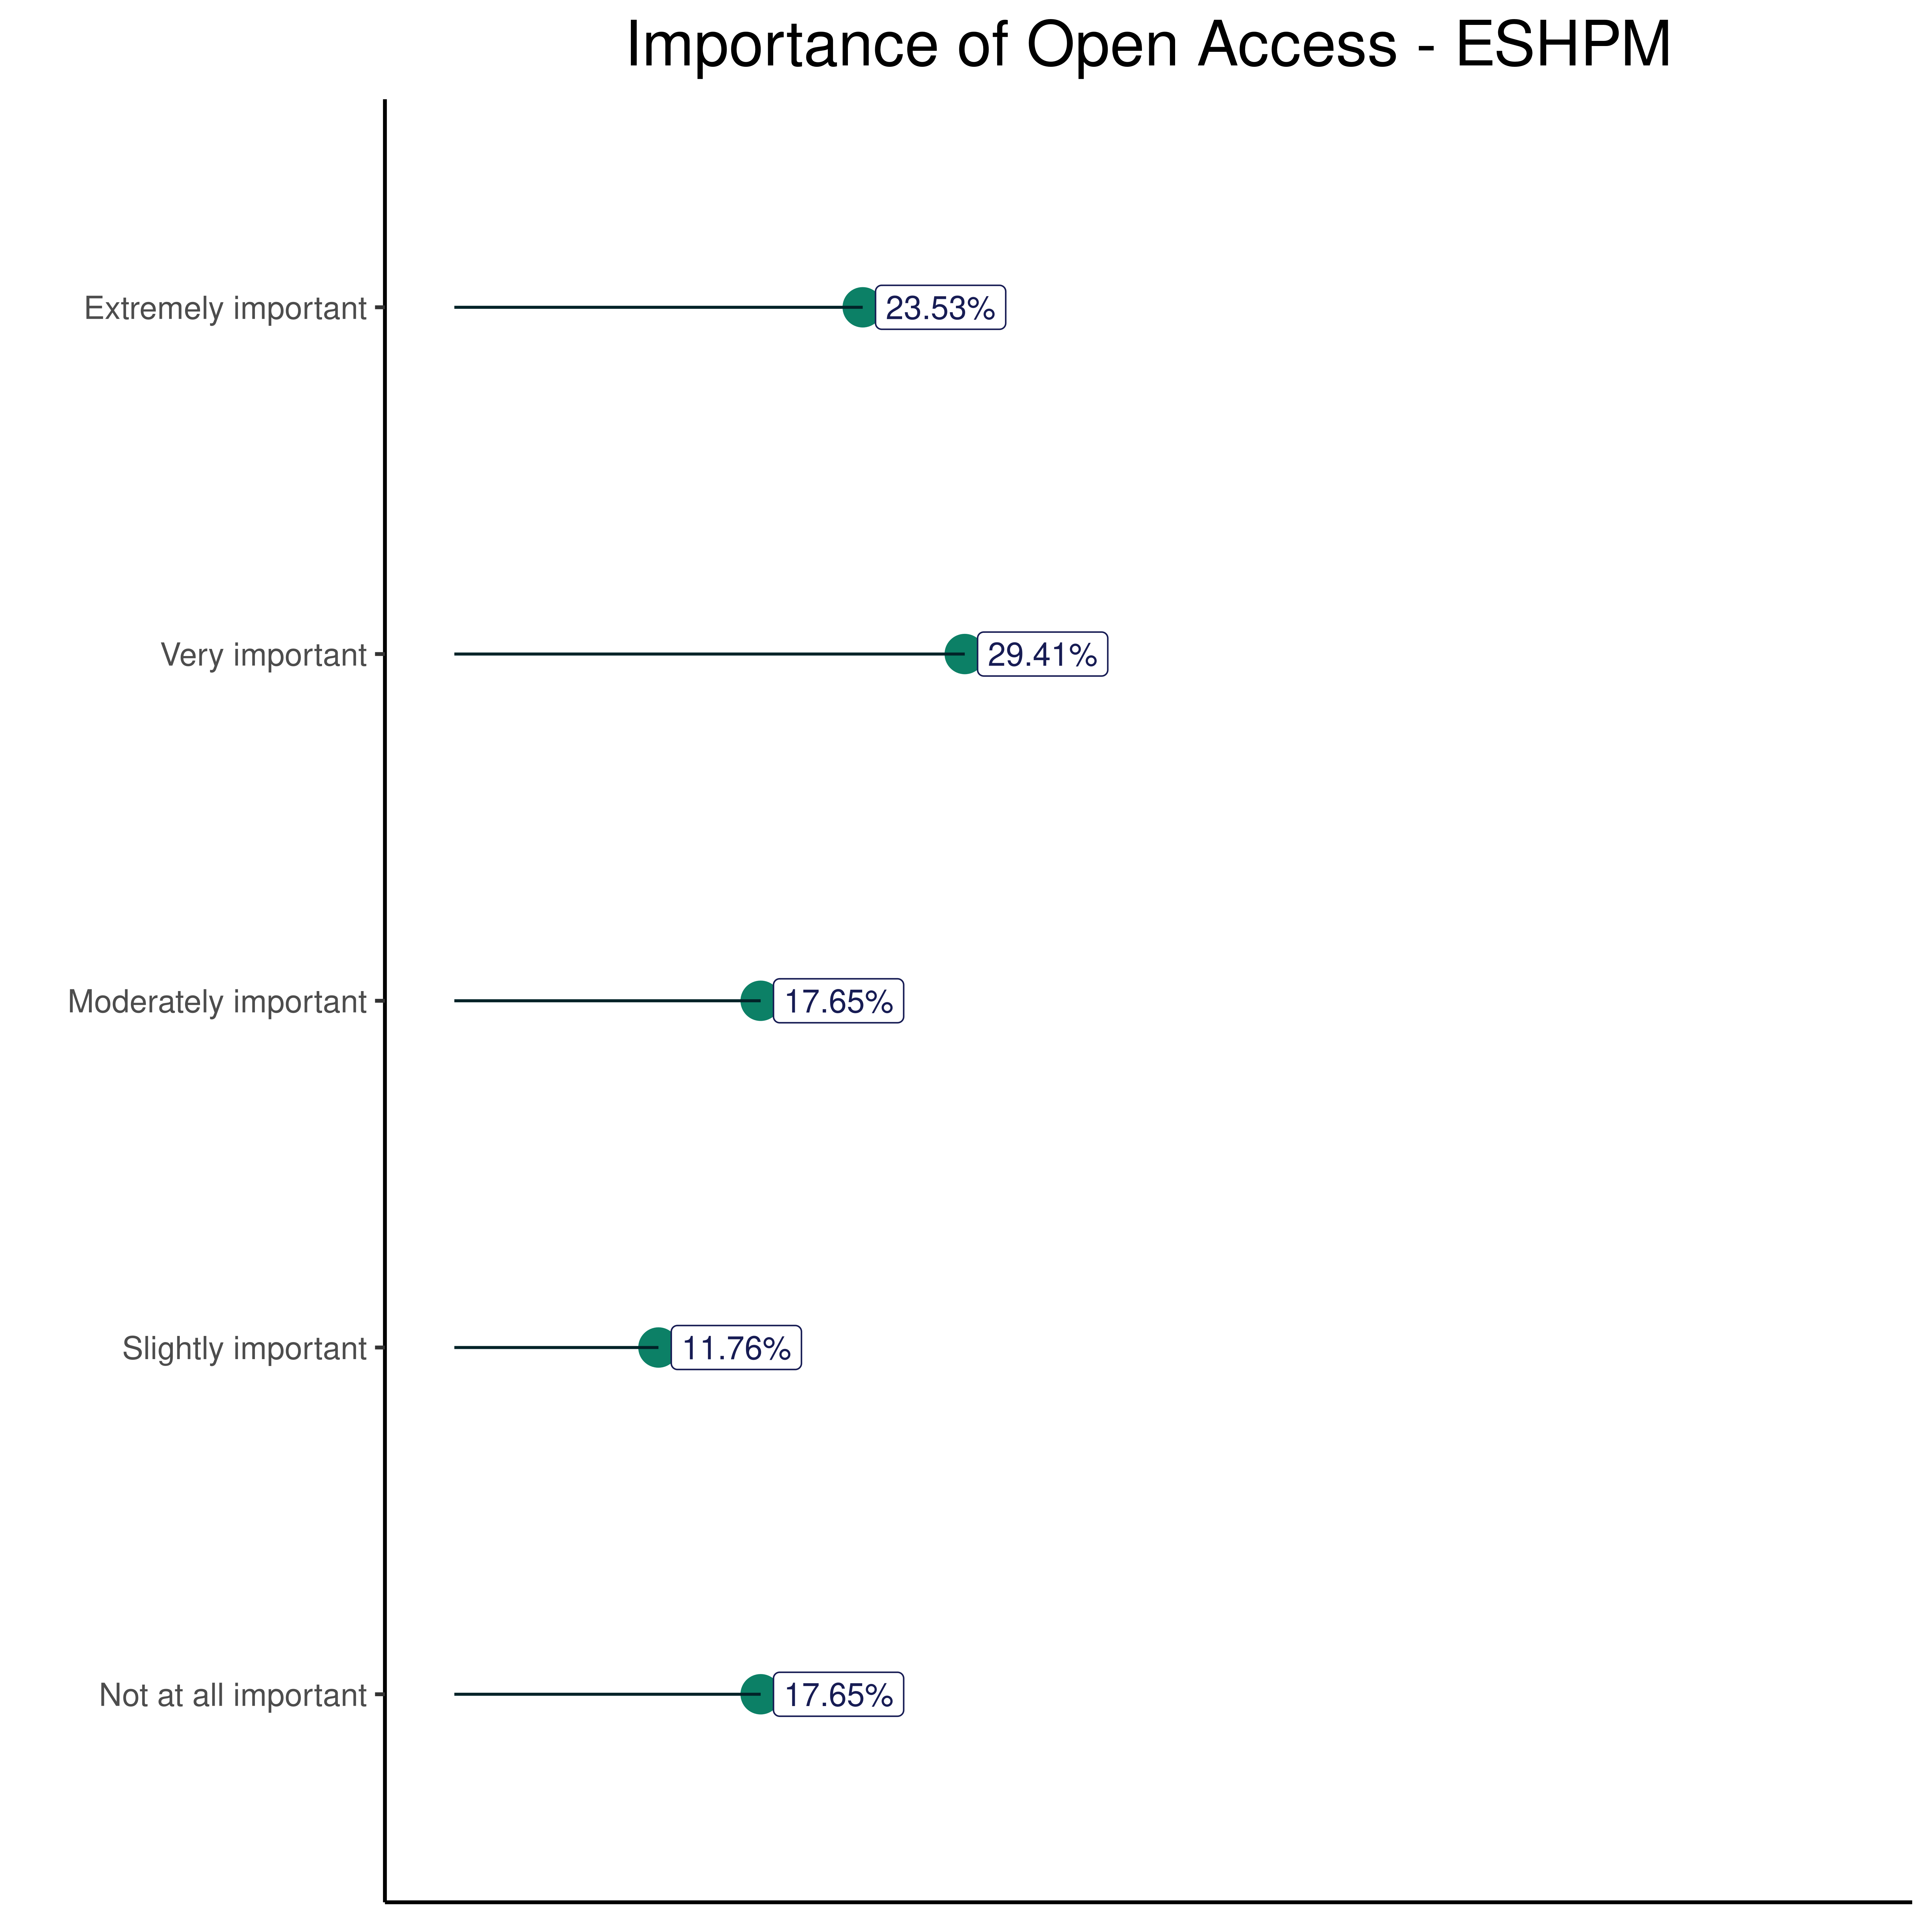 Importance of Open Access - ESHPM
Extremely important 23.53%
Very important 29.41%
Moderately important 17.65%
Slightly important 11.76%
Not at all important 17.65%